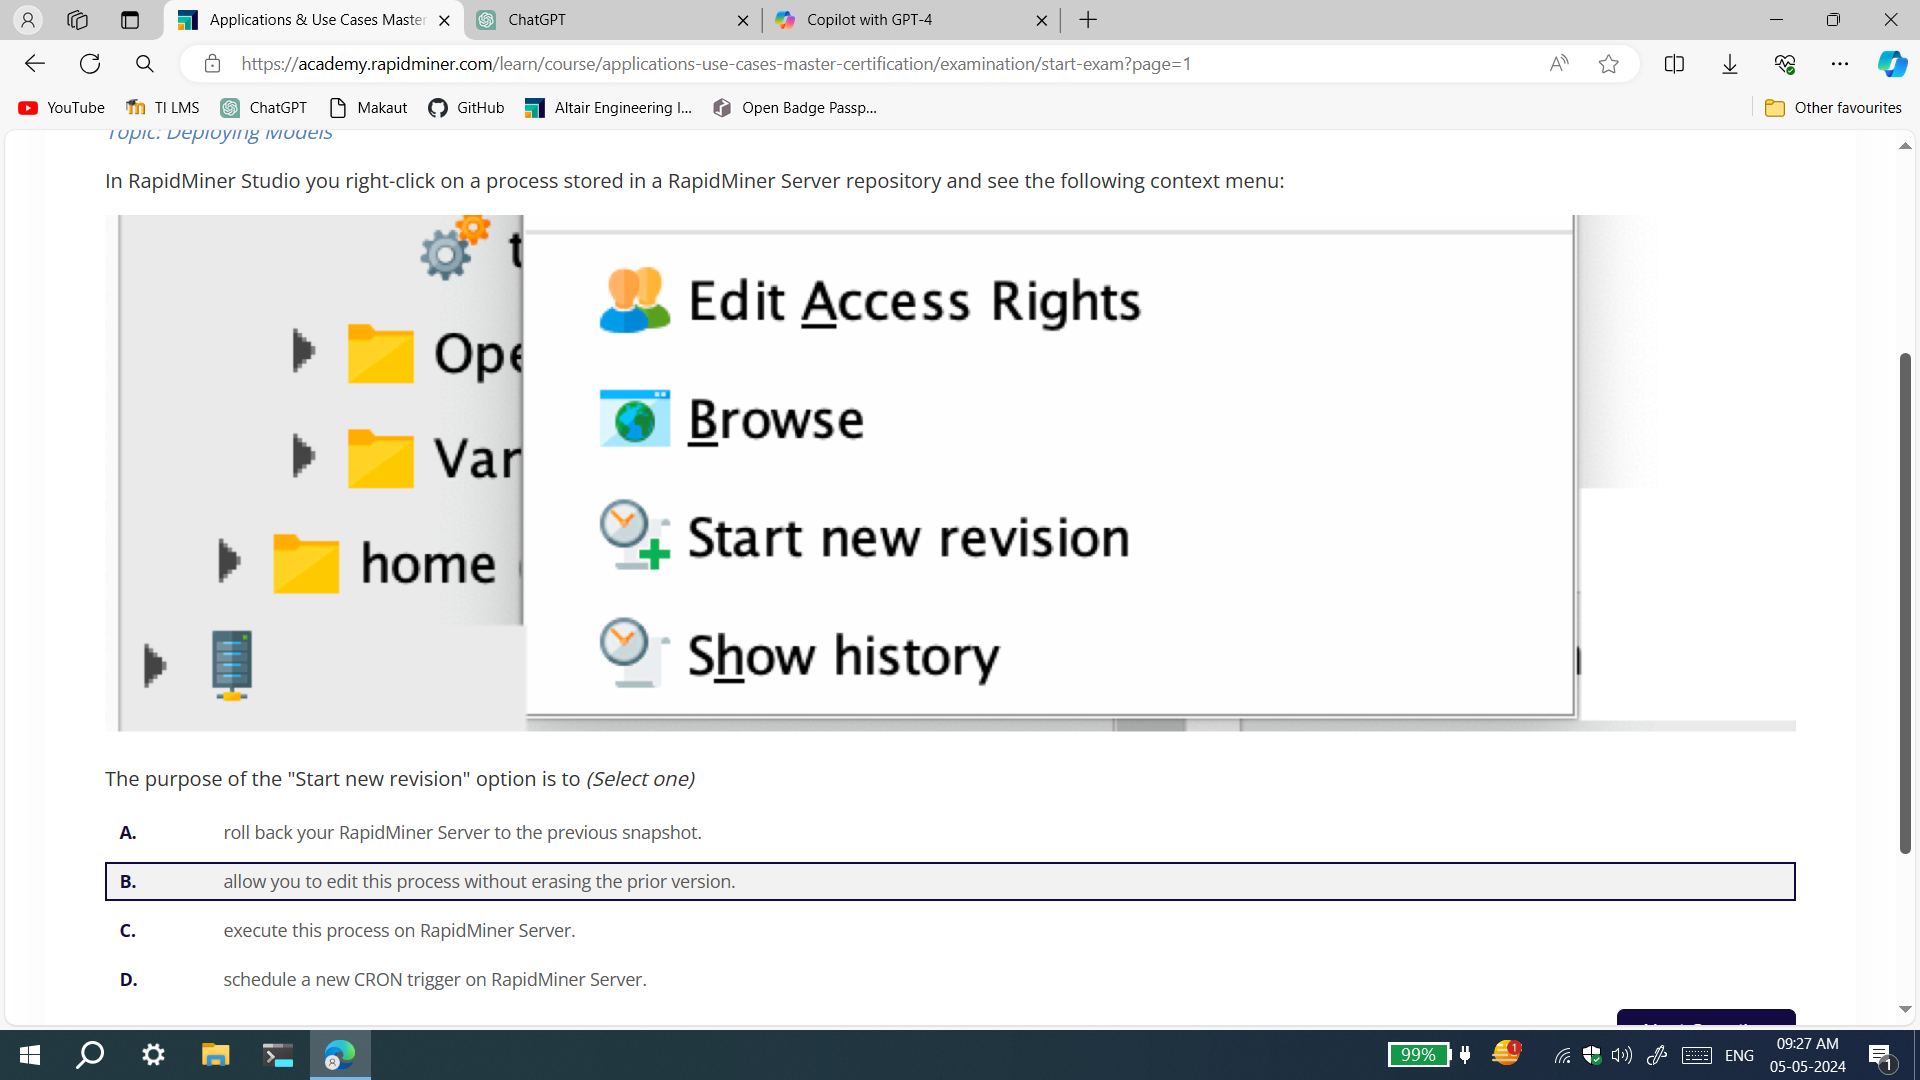 Applications & Use Cases Master
ChatGPT
Copilot with GPT-4
https://academy.rapidminer.com/learn/course/applications-use-cases-master-certification/examination/start-exam?page=1
YouTube
TI LMS
ChatGPT
Makaut
GitHub
Altair Engineering I...
Open Badge Passp...
Other favourites
Topic: Deploying Models
In RapidMiner Studio you right-click on a process stored in a RapidMiner Server repository and see the following context menu:
t
Edit Access Rights
Ope
Browse
Var
Start new revision
home
Show history
The purpose of the "Start new revision" option is to (Select one)
A. roll back your RapidMiner Server to the previous snapshot.
B. allow you to edit this process without erasing the prior version.
C. execute this process on RapidMiner Server.
D. schedule a new CRON trigger on RapidMiner Server.
99%
1
ENG
09:27 AM
05-05-2024
1